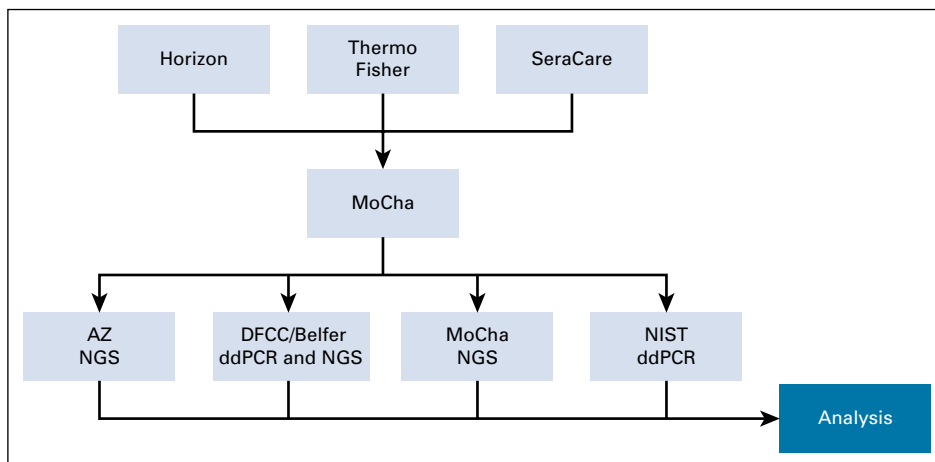 Horizon
Thermo
Fisher
SeraCare
MoCha
AZ
NGS
DFCC/Belfer
ddPCR and NGS
MoCha
NGS
NIST
ddPCR
Analysis